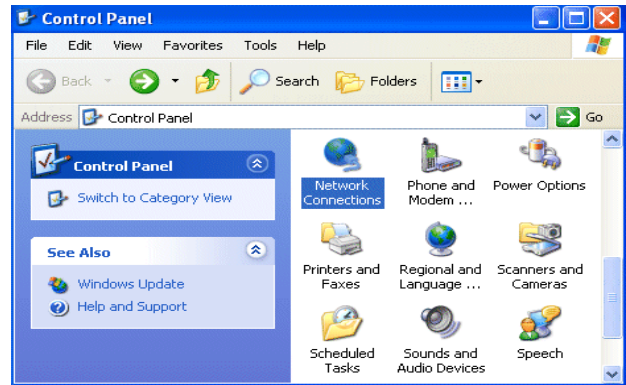 Control Panel
File Edit View Favorites Tools Help
Back Search Folders
Address Control Panel Go
Control Panel
Switch to Category View
See Also
Windows Update
Help and Support
Network Connections
Phone and Modem ...
Power Options
Printers and Faxes
Regional and Language ...
Scanners and Cameras
Scheduled Tasks
Sounds and Audio Devices
Speech